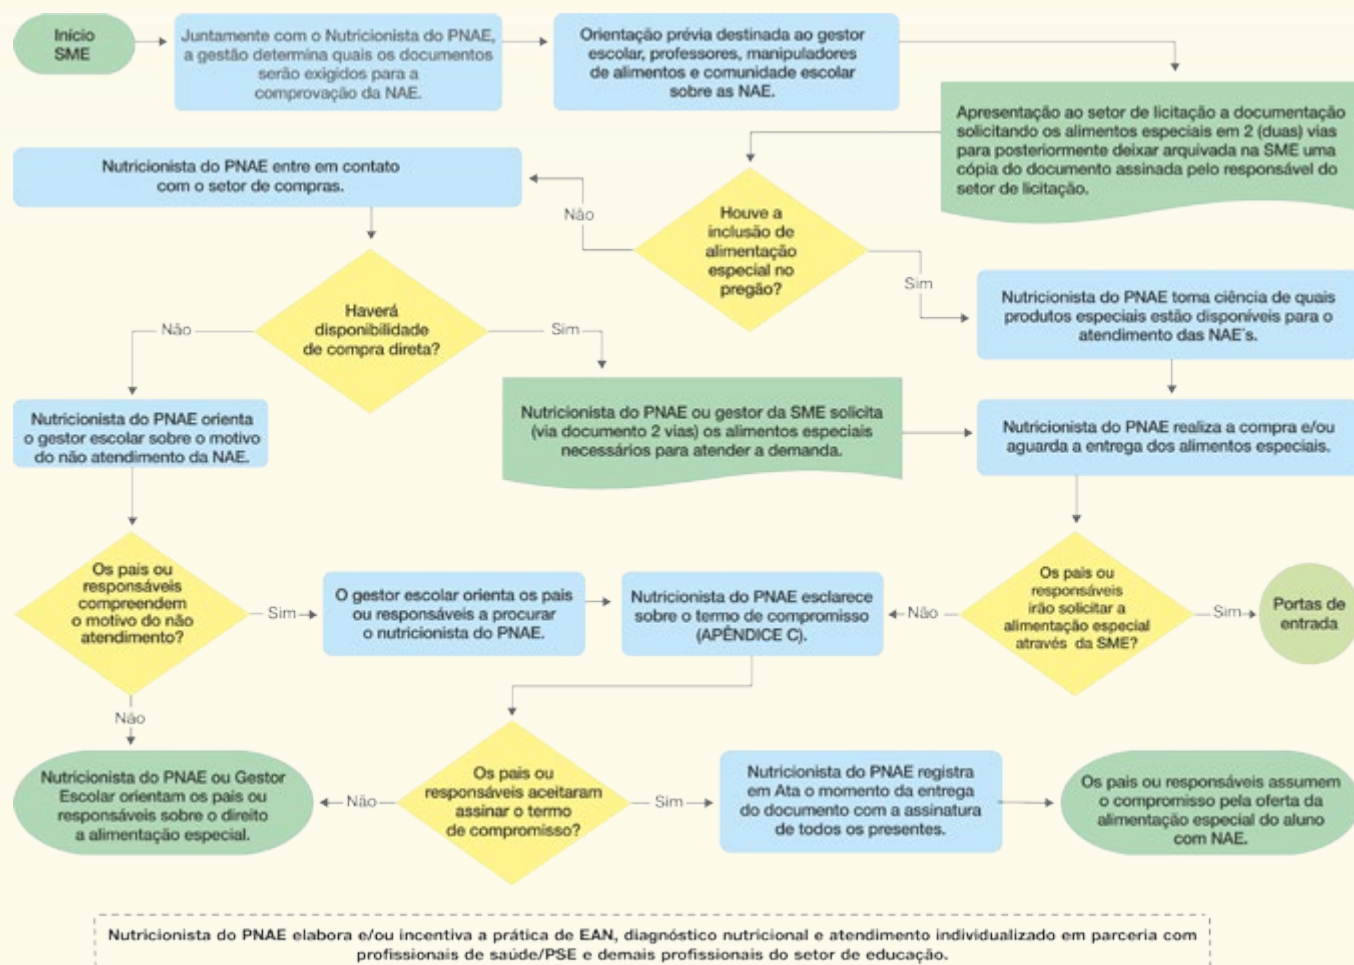 Início
SME
Juntamente com o Nutricionista do PNAE,
a gestão determina quais os documentos
serão exigidos para a
comprovação da NAE.
Orientação prévia destinada ao gestor
escolar, professores, manipuladores
de alimentos e comunidade escolar
sobre as NAE.
Apresentação ao setor de licitação a documentação
solicitando os alimentos especiais em 2 (duas) vias
para posteriormente deixar arquivada na SME uma
cópia do documento assinada pelo responsável do
setor de licitação.
Nutricionista do PNAE entre em contato
com o setor de compras.
Não
Houve a
inclusão de
alimentação
especial no
pregão?
Sim
Nutricionista do PNAE toma ciência de quais
produtos especiais estão disponíveis para o
atendimento das NAE´s.
Não
Haverá
disponibilidade
de compra direta?
Sim
Nutricionista do PNAE orienta
o gestor escolar sobre o motivo
do não atendimento da NAE.
Nutricionista do PNAE ou gestor da SME solicita
(via documento 2 vias) os alimentos especiais
necessários para atender a demanda.
Nutricionista do PNAE realiza a compra e/ou
aguarda a entrega dos alimentos especiais.
Os pais ou
responsáveis
compreendem
o motivo do não
atendimento?
Sim
O gestor escolar orienta os pais
ou responsáveis a procurar
o nutricionista do PNAE.
Nutricionista do PNAE esclarece
sobre o termo de compromisso
(APÊNDICE C).
Não
Os pais ou
responsáveis
irão solicitar a
alimentação especial
através da SME?
Sim
Portas de
entrada
Não
Nutricionista do PNAE ou Gestor
Escolar orientam os pais ou
responsáveis sobre o direito
a alimentação especial.
Não
Os pais ou
responsáveis aceitaram
assinar o termo
de compromisso?
Sim
Nutricionista do PNAE registra
em Ata o momento da entrega
do documento com a assinatura
de todos os presentes.
Os pais ou responsáveis assumem
o compromisso pela oferta da
alimentação especial do aluno
com NAE.
Nutricionista do PNAE elabora e/ou incentiva a prática de EAN, diagnóstico nutricional e atendimento individualizado em parceria com
profissionais de saúde/PSE e demais profissionais do setor de educação.